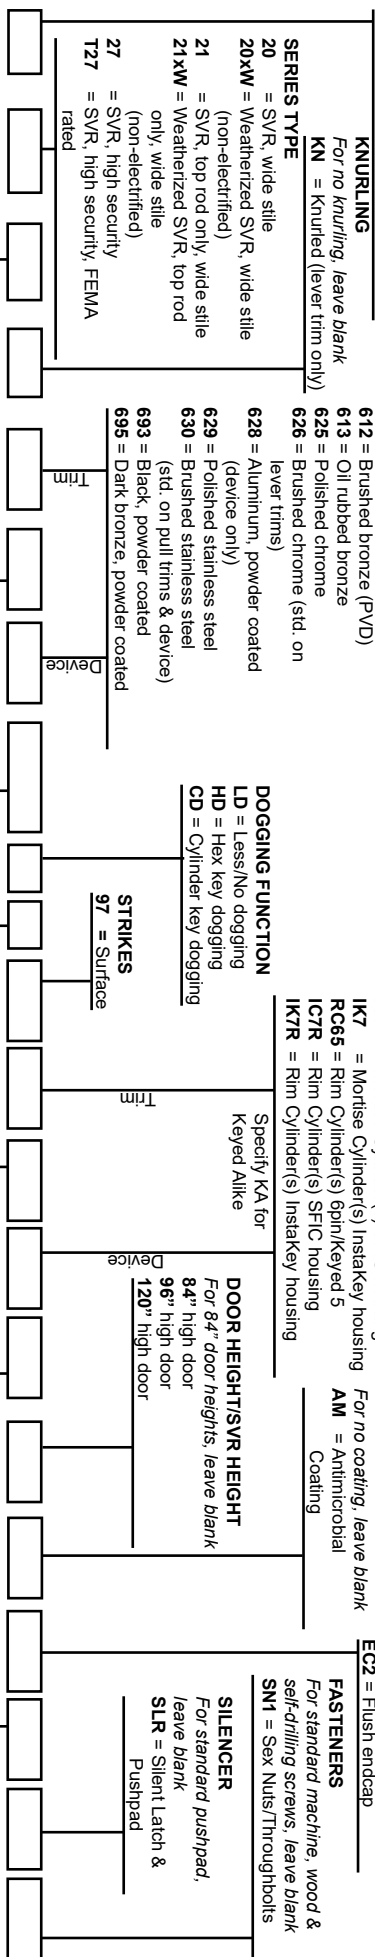 KNURLING
For no knurling, leave blank
KN = Knurled (lever trim only)
SERIES TYPE
20 = SVR, wide stile
20xW = Weatherized SVR, wide stile
(non-electrified)
21 = SVR, top rod only, wide stile
21xW = Weatherized SVR, top rod
only, wide stile
(non-electrified)
27 = SVR, high security
T27 = SVR, high security, FEMA
rated
612 = Brushed bronze (PVD)
613 = Oil rubbed bronze
625 = Polished chrome
626 = Brushed chrome (std. on
lever trims)
628 = Aluminum, powder coated
(device only)
629 = Polished stainless steel
630 = Brushed stainless steel
(std. on pull trims & device)
693 = Black, powder coated
695 = Dark bronze, powder coated
Trim
Device
DOGGING FUNCTION
LD = Less/No dogging
HD = Hex key dogging
CD = Cylinder key dogging
STRIKES
97 = Surface
IK7 = Mortise Cylinder(s) InstaKey housing
RC65 = Rim Cylinder(s) 6pin/Keyed 5
IC7R = Rim Cylinder(s) SFIC housing
IK7R = Rim Cylinder(s) InstaKey housing
Specify KA for
Keyed Alike
Trim
Device
DOOR HEIGHT/SVR HEIGHT
For 84" door heights, leave blank
84" high door
96" high door
120" high door
For no coating, leave blank
AM = Antimicrobial
Coating
EC2 = Flush endcap
FASTENERS
For standard machine, wood &
self-drilling screws, leave blank
SN1 = Sex Nuts/Throughbolts
SILENCER
For standard pushpad,
leave blank
SLR = Silent Latch &
Pushpad